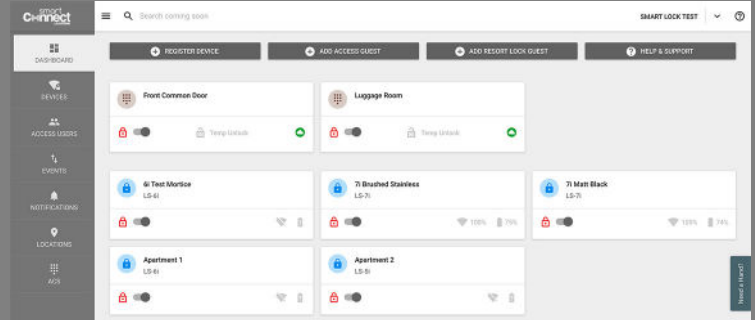 smart
Connect
Search coming soon
SMART LOCK TEST
DASHBOARD
DEVICES
ACCESS USERS
EVENTS
NOTIFICATIONS
LOCATIONS
ACS
REGISTER DEVICE
ADD ACCESS GUEST
ADD RESORT LOCK GUEST
HELP & SUPPORT
Front Common Door
Temp Unlock
Luggage Room
Temp Unlock
6i Test Mortice
LS-6i
7i Brushed Stainless
LS-7i
100% 79%
7i Matt Black
LS-7i
100% 74%
Apartment 1
LS-6i
Apartment 2
LS-5i
Need a Hand?